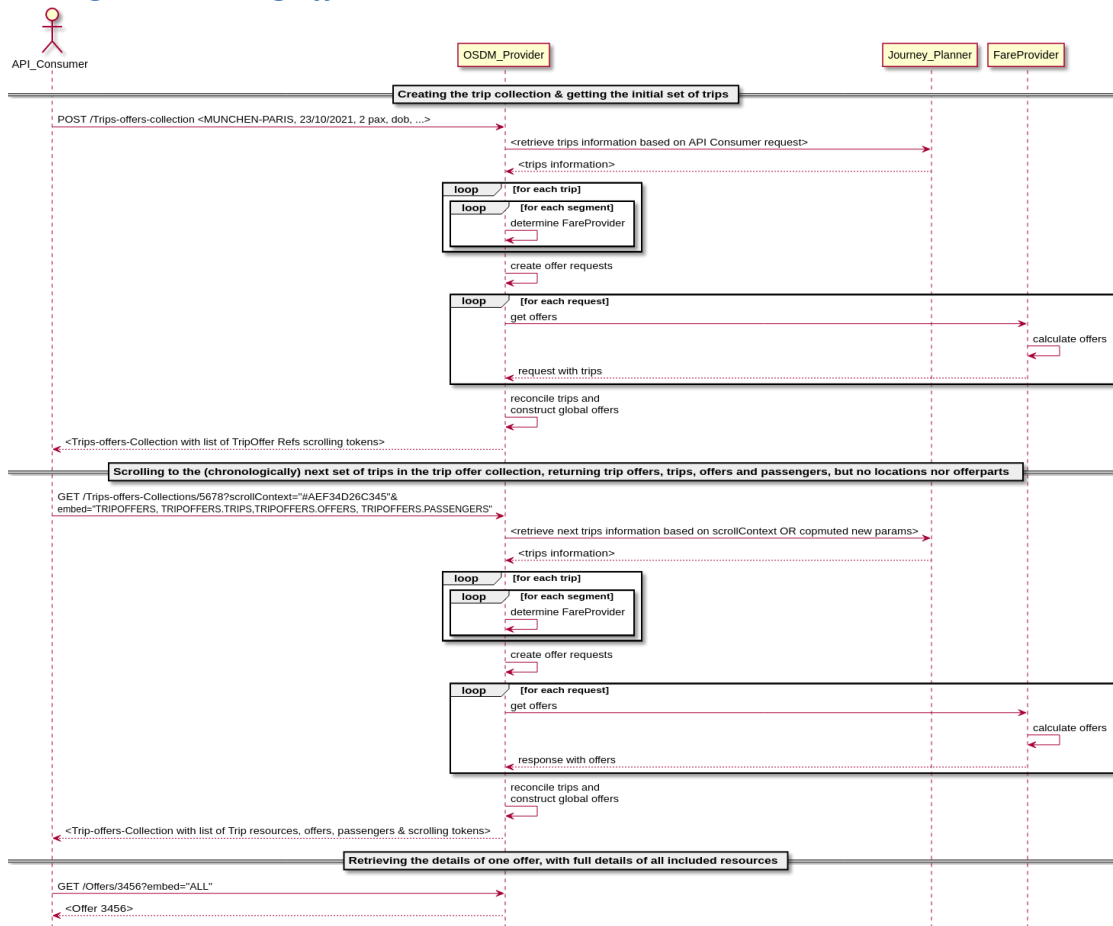 API_Consumer
OSDM_Provider
Journey_Planner
FareProvider
Creating the trip collection & getting the initial set of trips
POST /Trips-offers-collection <MUNCHEN-PARIS, 23/10/2021, 2 pax, dob, ...>
<retrieve trips information based on API Consumer request>
<trips information>
loop [for each trip]
loop [for each segment]
determine FareProvider
create offer requests
loop [for each request]
get offers
calculate offers
request with trips
reconcile trips and
construct global offers
<Trips-offers-Collection with list of TripOffer Refs scrolling tokens>
Scrolling to the (chronologically) next set of trips in the trip offer collection, returning trip offers, trips, offers and passengers, but no locations nor offerparts
GET /Trips-offers-Collections/5678?scrollContext="#AEF34D26C345"&
embed="TRIPOFFERS, TRIPOFFERS.TRIPS,TRIPOFFERS.OFFERS, TRIPOFFERS.PASSENGERS"
<retrieve next trips information based on scrollContext OR copmuted new params>
<trips information>
loop [for each trip]
loop [for each segment]
determine FareProvider
create offer requests
loop [for each request]
get offers
calculate offers
response with offers
reconcile trips and
construct global offers
<Trip-offers-Collection with list of Trip resources, offers, passengers & scrolling tokens>
Retrieving the details of one offer, with full details of all included resources
GET /Offers/3456?embed="ALL"
<Offer 3456>